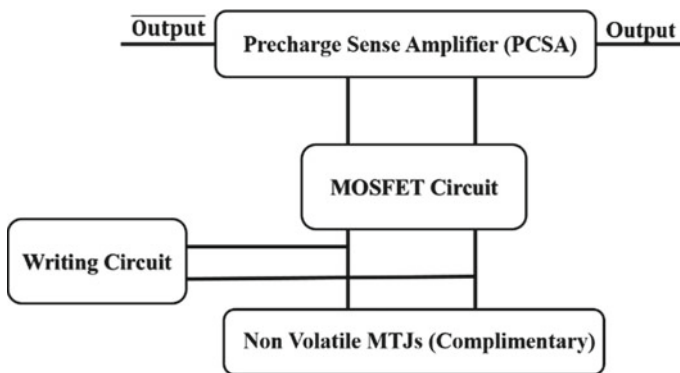 Output
Precharge Sense Amplifier (PCSA)
Output
MOSFET Circuit
Writing Circuit
Non Volatile MTJs (Complimentary)